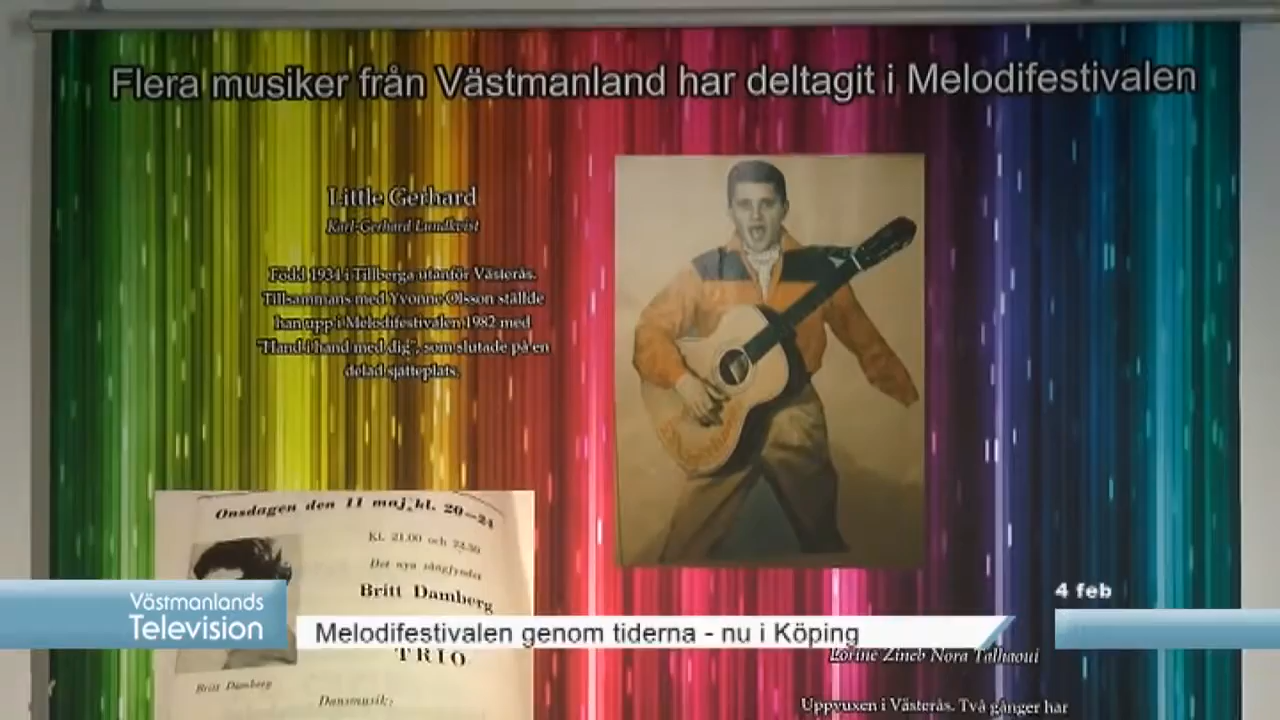 Flera musiker från Västmanland har deltagit i Melodifestivalen
Little Gerhard
Karl-Gerhard Lundkvist
Född 1934 i Tillberga utanför Västerås.
Tillsammans med Yvonne Olsson ställde
han upp i Melodifestivalen 1982 med
"Hand i hand med dig", som slutade på en
delad sjätteplats.
Onsdagen den 11 maj kl. 20—24
Kl. 21.00 och 22.30
Det nya sångfyndet
Britt Damberg
TRIO
Britt Damberg
Dansmusik:
4 feb
Västmanlands
Television
Melodifestivalen genom tiderna - nu i Köping
Lorine Zineb Nora Talhaoui
Uppvuxen i Västerås. Två gånger har